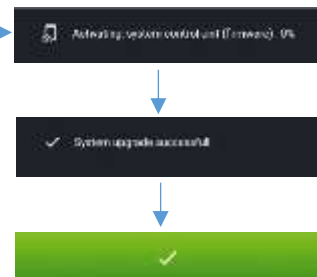 Activating: system control unit (firmware). 0%
System upgrade successful!